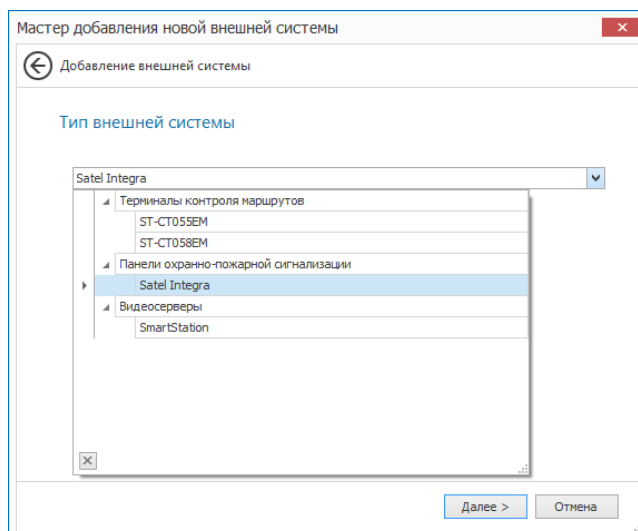 Мастер добавления новой внешней системы
Добавление внешней системы
Тип внешней системы
Satel Integra
Терминалы контроля маршрутов
ST-CT055EM
ST-CT058EM
Панели охранно-пожарной сигнализации
Satel Integra
Видеосерверы
SmartStation
Далее >
Отмена